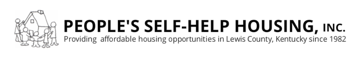 PEOPLE'S SELF-HELP HOUSING, INC.
Providing affordable housing opportunities in Lewis County, Kentucky since 1982